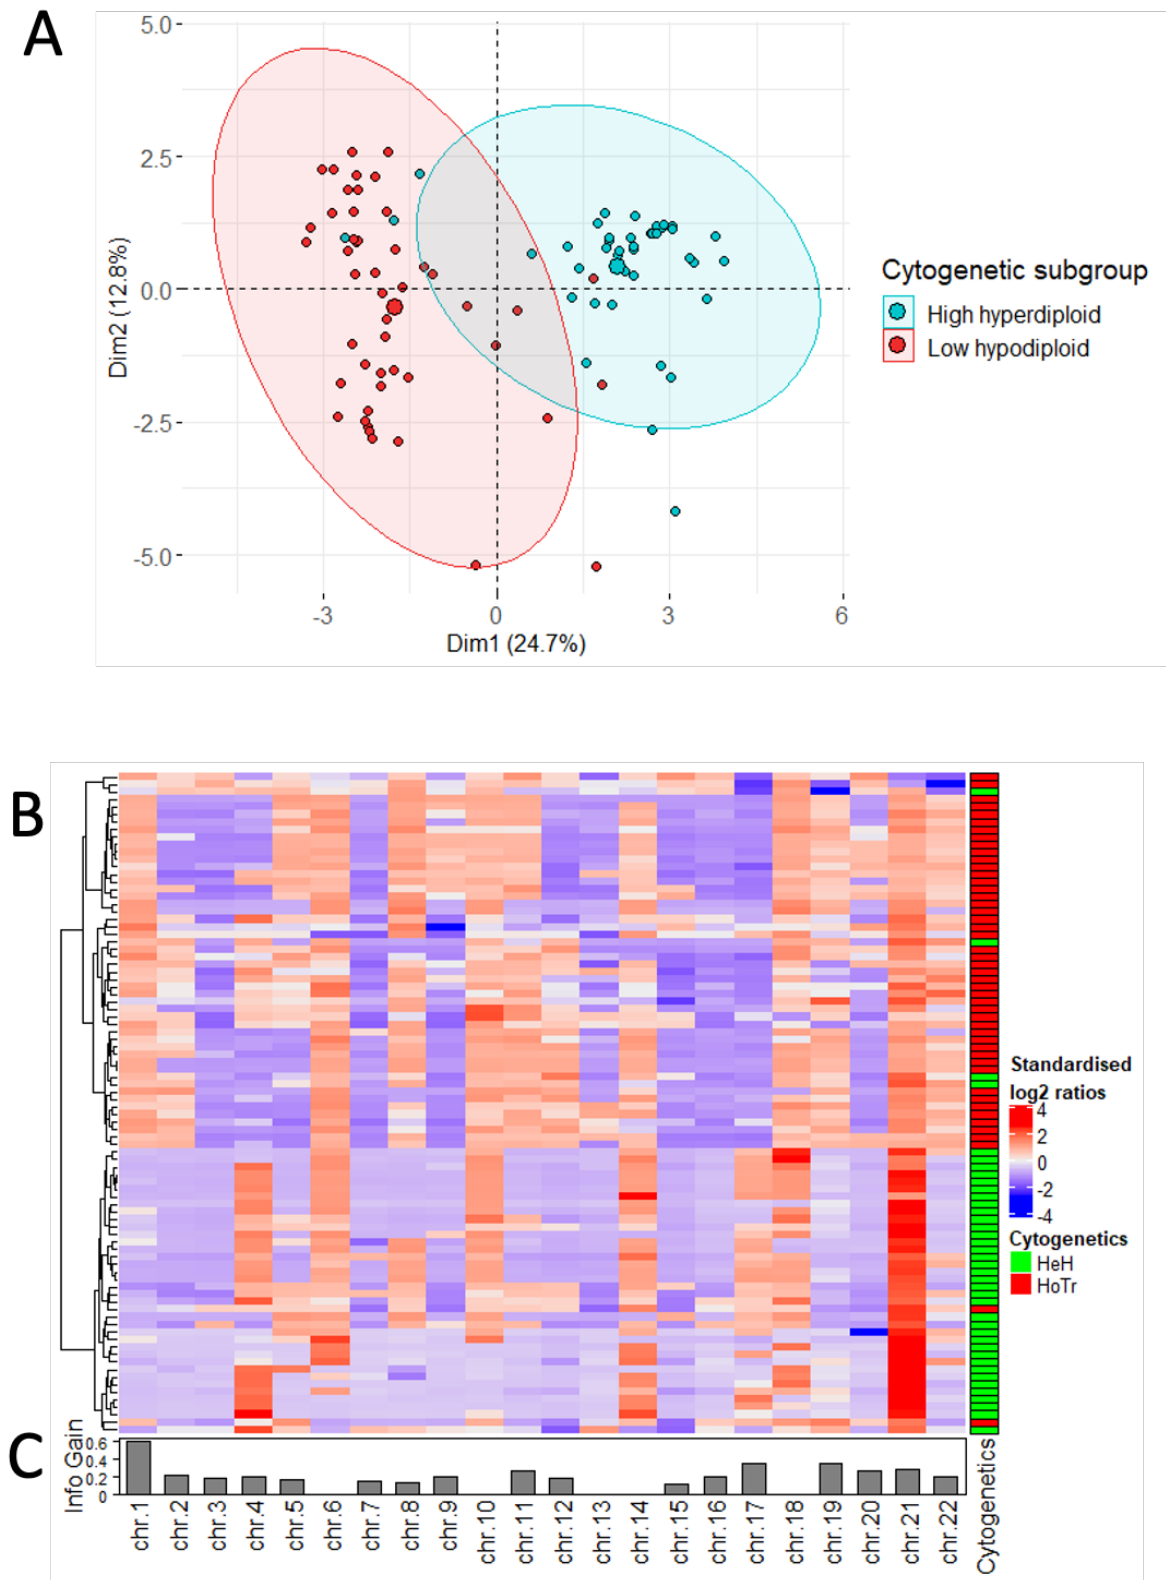 A
5.0
2.5
0.0
-2.5
-5.0
Dim2 (12.8%)
-3
0
3
6
Dim1 (24.7%)
Cytogenetic subgroup
High hyperdiploid
Low hypodiploid
B
Standardised
log2 ratios
4
2
0
-2
-4
Cytogenetics
HeH
HoTr
C
Info Gain
0.6
0.4
0.2
0
chr.1
chr.2
chr.3
chr.4
chr.5
chr.6
chr.7
chr.8
chr.9
chr.10
chr.11
chr.12
chr.13
chr.14
chr.15
chr.16
chr.17
chr.18
chr.19
chr.20
chr.21
chr.22
Cytogenetics